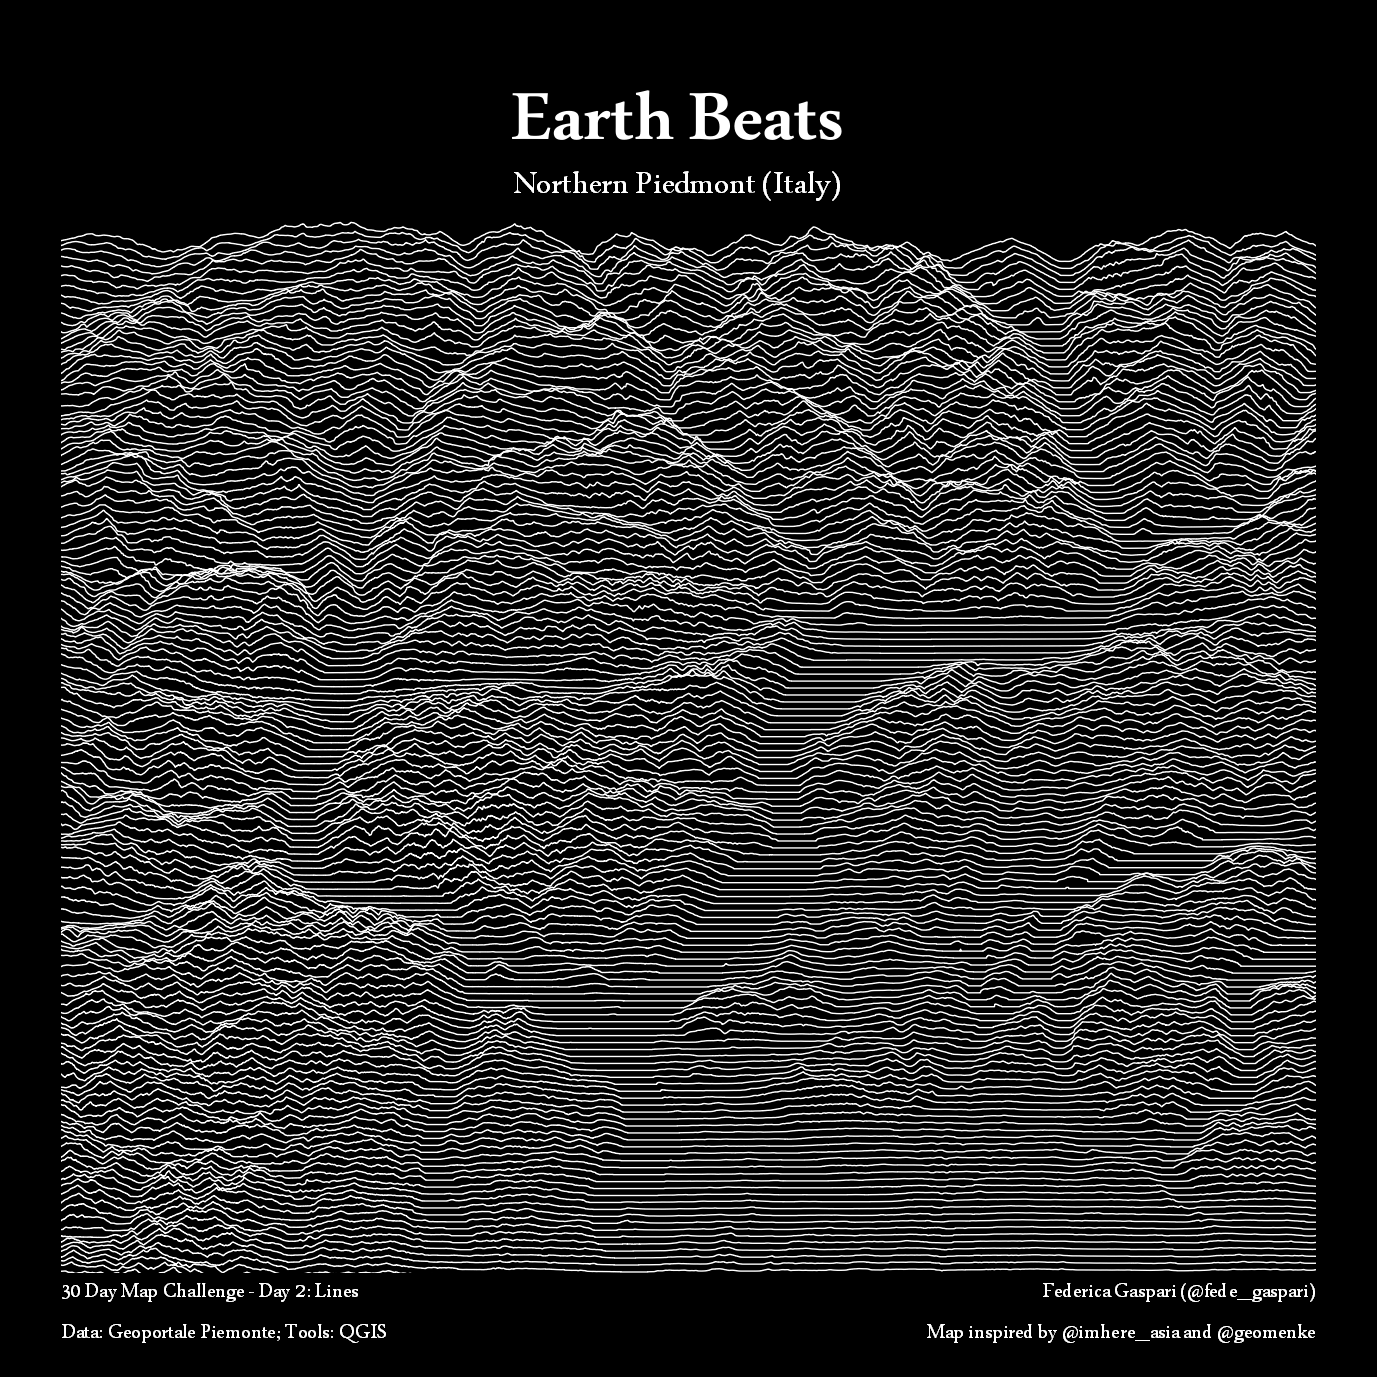 Earth Beats
Northern Piedmont (Italy)
30 Day Map Challenge - Day 2: Lines
Federica Gaspari (@fede_gaspari)
Data: Geoportale Piemonte; Tools: QGIS
Map inspired by @imhere_asia and @geomenke